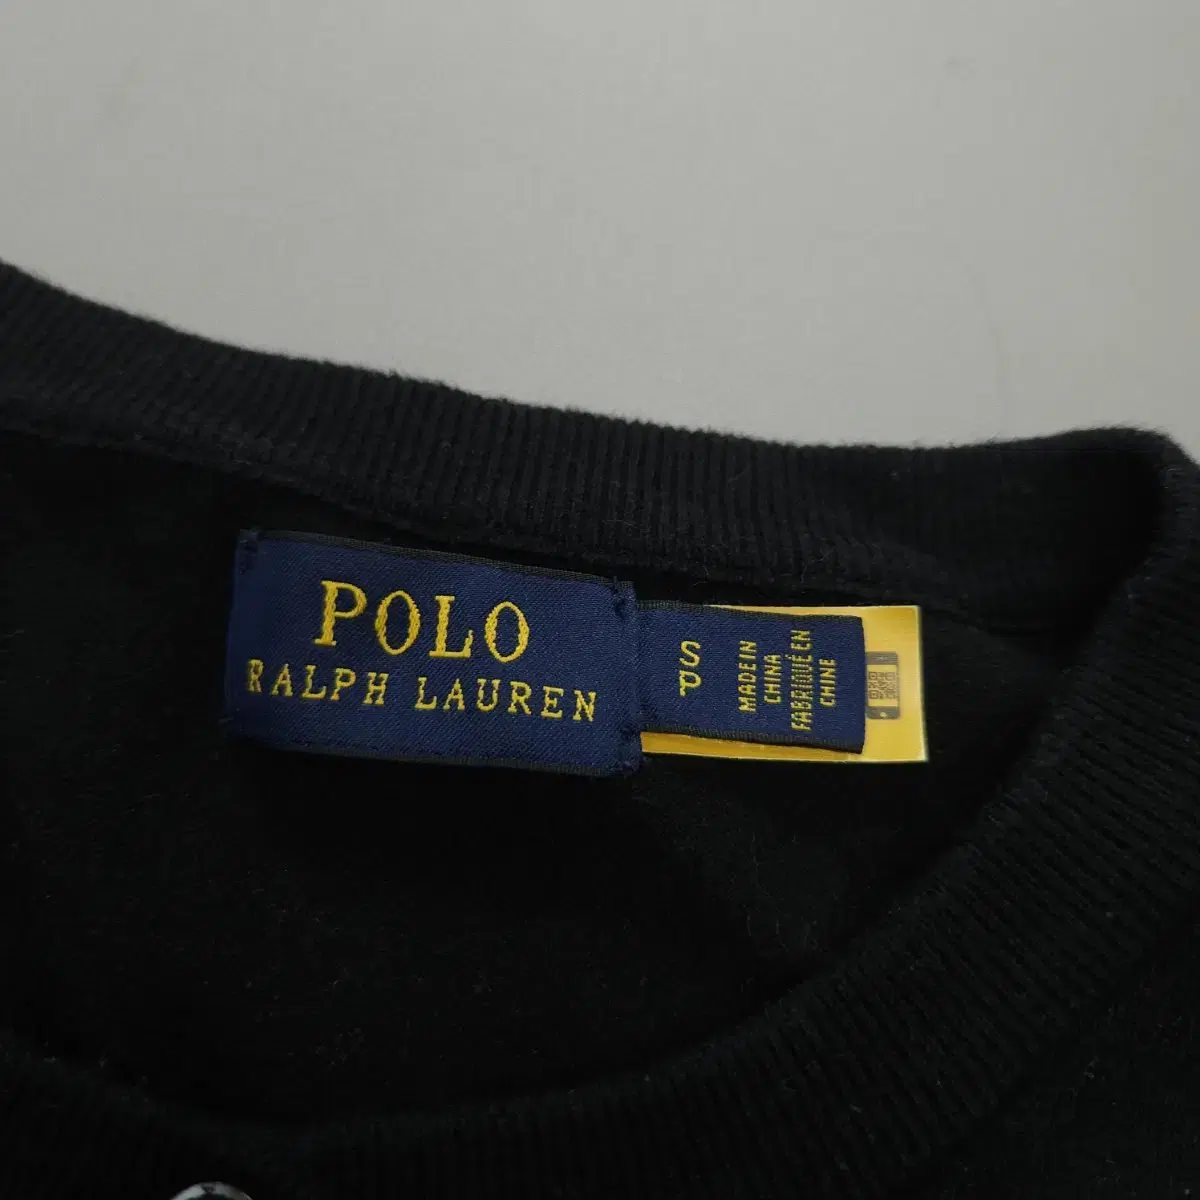 POLO
RALPH LAUREN
S
P
MADE IN
CHINA
FABRIQUÉ EN
CHINE